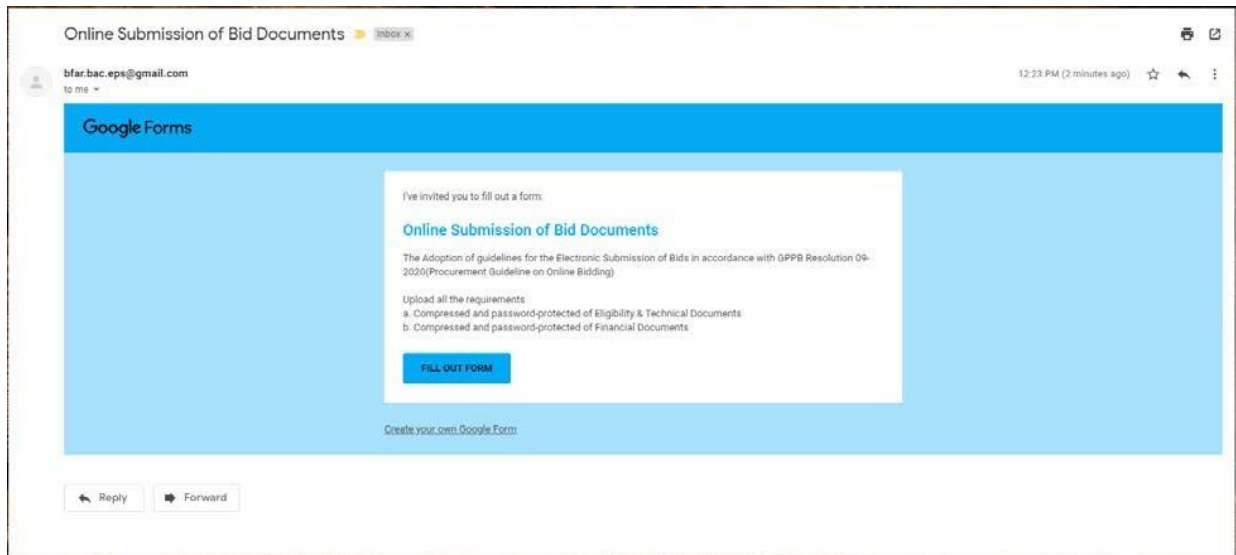 Online Submission of Bid Documents Inbox x
bfar.bac.eps@gmail.com 12:23 PM (2 minutes ago)
to me
Google Forms
I've invited you to fill out a form:
Online Submission of Bid Documents
The Adoption of guidelines for the Electronic Submission of Bids in accordance with GPPB Resolution 09-
2020(Procurement Guideline on Online Bidding)
Upload all the requirements
a. Compressed and password-protected of Eligibility & Technical Documents
b. Compressed and password-protected of Financial Documents
FILL OUT FORM
Create your own Google Form
Reply Forward